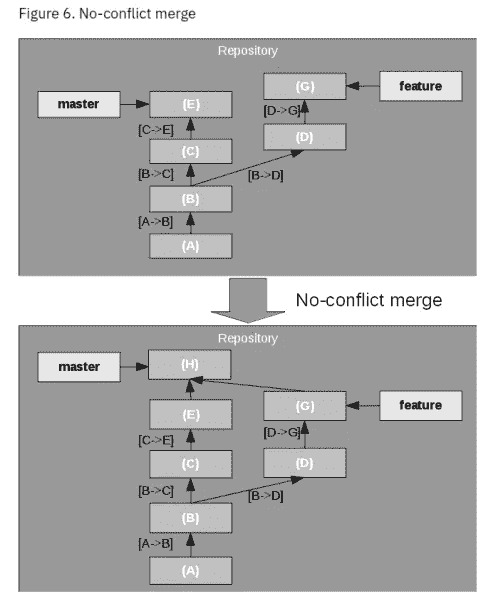 Figure 6. No-conflict merge
Repository
(G)
feature
master
(E)
[D->G]
[C->E]
(D)
(C)
[B->C]
[B->D]
(B)
[A->B]
(A)
No-conflict merge
Repository
(H)
master
(E)
(G)
feature
[C->E]
[D->G]
(C)
(D)
[B->C]
[B->D]
(B)
[A->B]
(A)